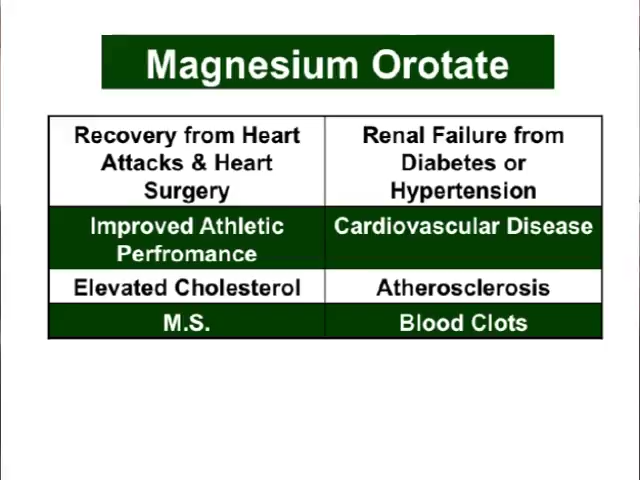 Magnesium Orotate
Recovery from Heart
Attacks & Heart
Surgery
Renal Failure from
Diabetes or
Hypertension
Improved Athletic
Perfromance
Cardiovascular Disease
Elevated Cholesterol
Atherosclerosis
M.S.
Blood Clots